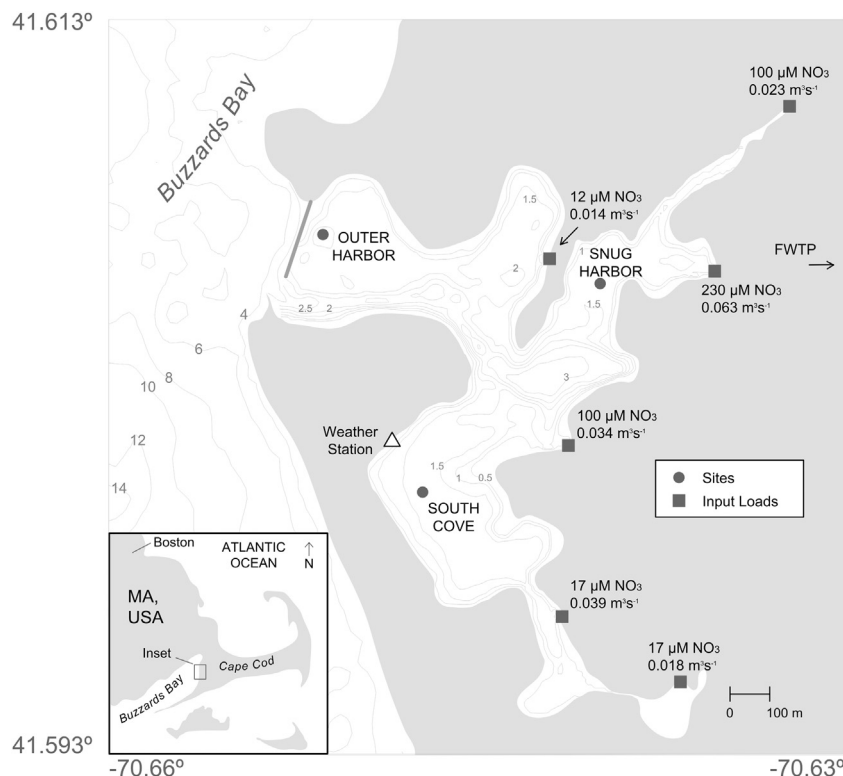 41.613º
Buzzards Bay
100 µM NO₃
0.023 m³s⁻¹
1.5
12 µM NO₃
0.014 m³s⁻¹
OUTER
HARBOR
2
1
SNUG
HARBOR
FWTP
230 µM NO₃
0.063 m³s⁻¹
1.5
2.5 2
4
6
8
10
3
12
14
Weather
Station
100 µM NO₃
0.034 m³s⁻¹
1.5
1
0.5
SOUTH
COVE
Sites
Input Loads
Boston
ATLANTIC
OCEAN
N
MA,
USA
Inset
Cape Cod
Buzzards Bay
17 µM NO₃
0.039 m³s⁻¹
17 µM NO₃
0.018 m³s⁻¹
0 100 m
41.593º
-70.66º
-70.63º